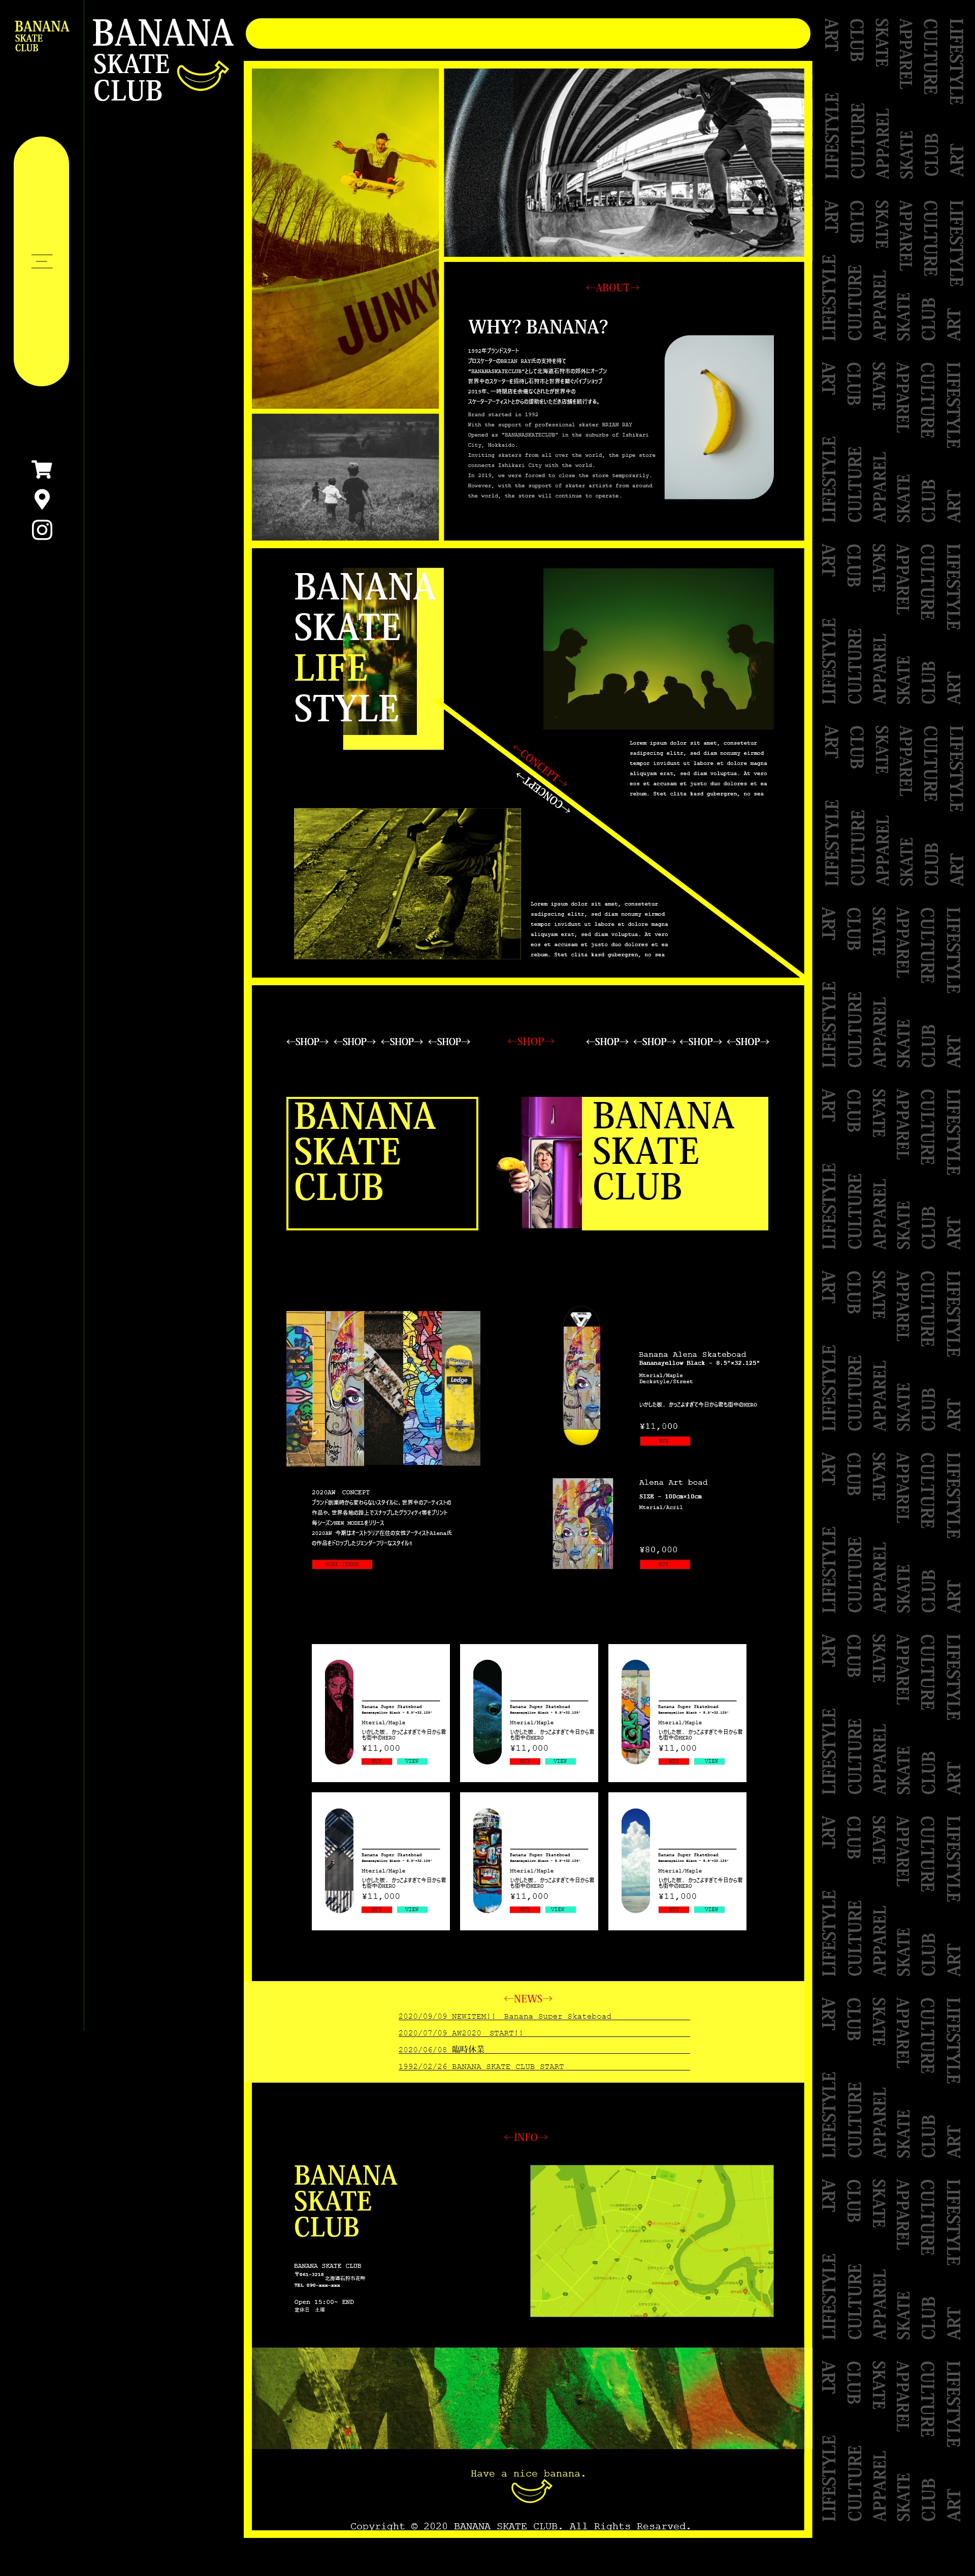 BANANA
SKATE
CLUB
BANANA
SKATE
CLUB
JUNKY
←ABOUT→
WHY? BANANA?
1992年ブランドスタート
プロスケーターのBRIAN RAY氏の支持を得て
"BANANASKATECLUB"として北海道石狩市の郊外にオープン
世界中のスケーターを招待し石狩市と世界を繋ぐパイプショップ
2019年、一時閉店を余儀なくされたが世界中の
スケーターアーティストとからの援助をいただき店舗を続行する。
Brand started in 1992
With the support of professional skater BRIAN RAY
Opened as "BANANASKATECLUB" in the suburbs of Ishikari
City, Hokkaido.
Inviting skaters from all over the world, the pipe store
connects Ishikari City with the world.
In 2019, we were forced to close the store temporarily.
However, with the support of skater artists from around
the world, the store will continue to operate.
BANANA
SKATE
LIFE
STYLE
←CONCEPT→
←CONCEPT→
Lorem ipsum dolor sit amet, consetetur
sadipscing elitr, sed diam nonumy eirmod
tempor invidunt ut labore et dolore magna
aliquyam erat, sed diam voluptua. At vero
eos et accusam et justo duo dolores et ea
rebum. Stet clita kasd gubergren, no sea
Lorem ipsum dolor sit amet, consetetur
sadipscing elitr, sed diam nonumy eirmod
tempor invidunt ut labore et dolore magna
aliquyam erat, sed diam voluptua. At vero
eos et accusam et justo duo dolores et ea
rebum. Stet clita kasd gubergren, no sea
←SHOP→ ←SHOP→ ←SHOP→ ←SHOP→ ←SHOP→ ←SHOP→ ←SHOP→ ←SHOP→ ←SHOP→
BANANA
SKATE
CLUB
BANANA
SKATE
CLUB
Ledge
Banana Alena Skateboad
Bananayellow Black - 8.5"×32.125"
Mterial/Maple
Deckstyle/Street
いかした板. かっこよすぎて今日から君も街中のHERO
¥11,000
BUY
2020AW CONCEPT
ブランド創業時から変わらないスタイルに、世界中のアーティストの
作品や、世界各地の路上でスナップしたグラフィティ等をプリント
毎シーズンNEW MODELをリリース
2020AW 今期はオーストラリア在住の女性アーティストAlena氏
の作品をドロップしたジェンダーフリーなスタイル!!
MORE ITEMS
Alena Art boad
SIZE - 100cm×10cm
Mterial/Acril
¥80,000
BUY
Banana Super Skateboad
Bananayellow Black - 8.5"×32.125"
Mterial/Maple
いかした板. かっこよすぎて今日から君
も街中のHERO
¥11,000
BUY VIEW
Banana Super Skateboad
Bananayellow Black - 8.5"×32.125"
Mterial/Maple
いかした板. かっこよすぎて今日から君
も街中のHERO
¥11,000
BUY VIEW
Banana Super Skateboad
Bananayellow Black - 8.5"×32.125"
Mterial/Maple
いかした板. かっこよすぎて今日から君
も街中のHERO
¥11,000
BUY VIEW
Banana Super Skateboad
Bananayellow Black - 8.5"×32.125"
Mterial/Maple
いかした板. かっこよすぎて今日から君
も街中のHERO
¥11,000
BUY VIEW
Banana Super Skateboad
Bananayellow Black - 8.5"×32.125"
Mterial/Maple
いかした板. かっこよすぎて今日から君
も街中のHERO
¥11,000
BUY VIEW
Banana Super Skateboad
Bananayellow Black - 8.5"×32.125"
Mterial/Maple
いかした板. かっこよすぎて今日から君
も街中のHERO
¥11,000
BUY VIEW
←NEWS→
2020/09/09 NEWITEM!! Banana Super Skateboad
2020/07/09 AW2020 START!!
2020/06/08 臨時休業
1992/02/26 BANANA SKATE CLUB START
←INFO→
BANANA
SKATE
CLUB
BANANA SKATE CLUB
〒061-3218
北海道石狩市花畔
TEL 090-xxx-xxx
Open 15:00~ END
定休日 土曜
Have a nice banana.
Copyright © 2020 BANANA SKATE CLUB. All Rights Resarved.
ART CLUB SKATE APPAREL CULTURE LIFESTYLE
LIFESTYLE CULTURE APPAREL SKATE CLUB ART